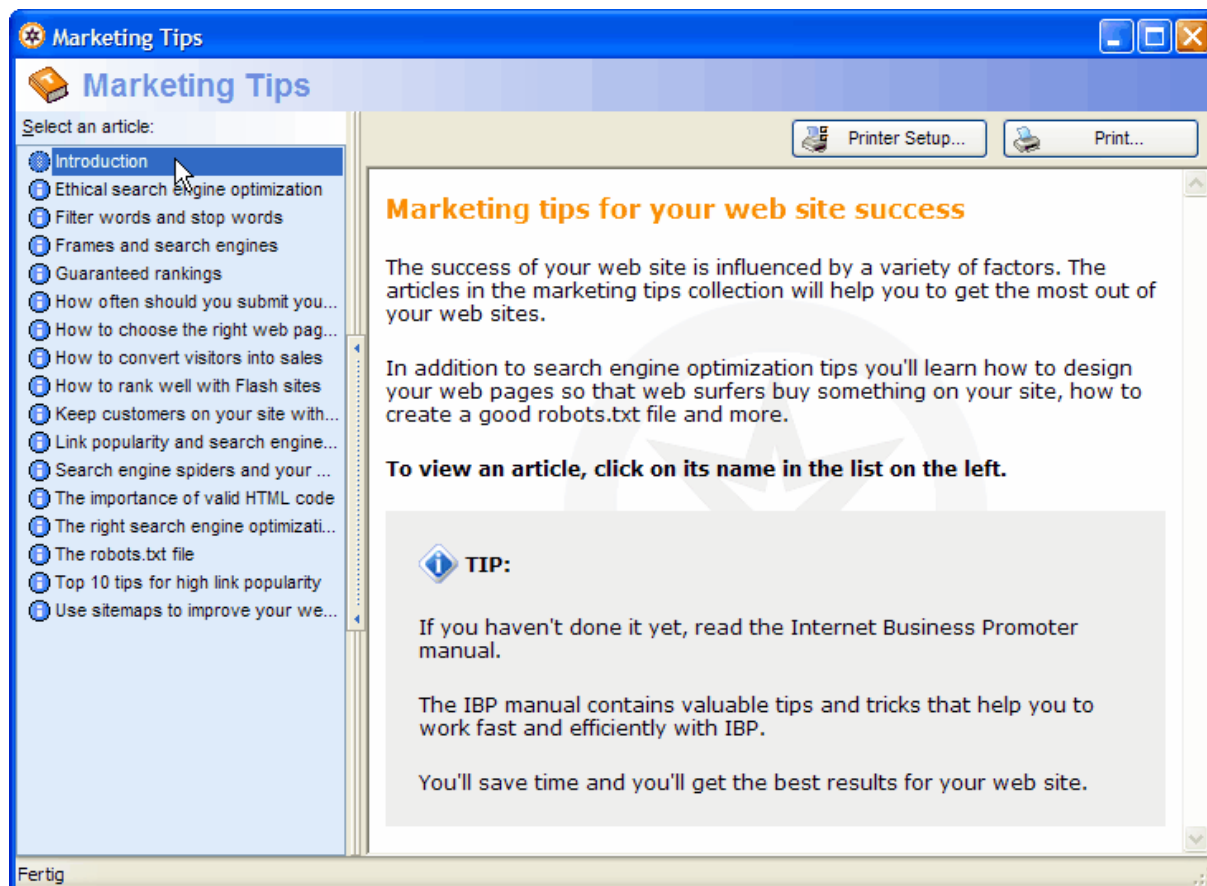 Marketing Tips
Marketing Tips
Select an article:
Introduction
Ethical search engine optimization
Filter words and stop words
Frames and search engines
Guaranteed rankings
How often should you submit you...
How to choose the right web pag...
How to convert visitors into sales
How to rank well with Flash sites
Keep customers on your site with...
Link popularity and search engine...
Search engine spiders and your ...
The importance of valid HTML code
The right search engine optimizati...
The robots.txt file
Top 10 tips for high link popularity
Use sitemaps to improve your we...
Printer Setup...
Print...
Marketing tips for your web site success
The success of your web site is influenced by a variety of factors. The
articles in the marketing tips collection will help you to get the most out of
your web sites.
In addition to search engine optimization tips you'll learn how to design
your web pages so that web surfers buy something on your site, how to
create a good robots.txt file and more.
To view an article, click on its name in the list on the left.
TIP:
If you haven't done it yet, read the Internet Business Promoter
manual.
The IBP manual contains valuable tips and tricks that help you to
work fast and efficiently with IBP.
You'll save time and you'll get the best results for your web site.
Fertig